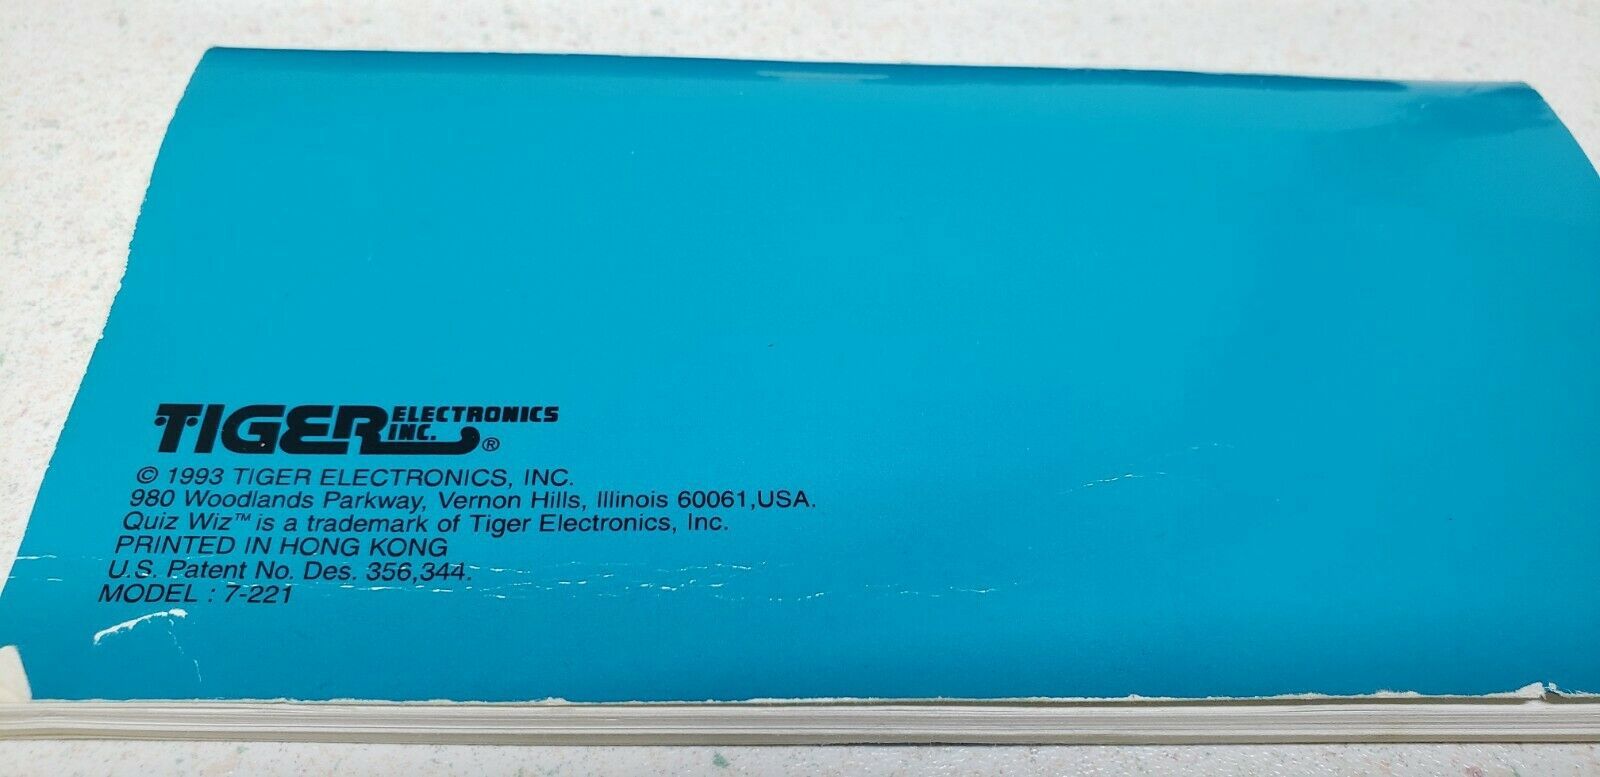 TIGER ELECTRONICS INC. ®
© 1993 TIGER ELECTRONICS, INC.
980 Woodlands Parkway, Vernon Hills, Illinois 60061,USA.
Quiz Wiz™ is a trademark of Tiger Electronics, Inc.
PRINTED IN HONG KONG
U.S. Patent No. Des. 356,344.
MODEL : 7-221